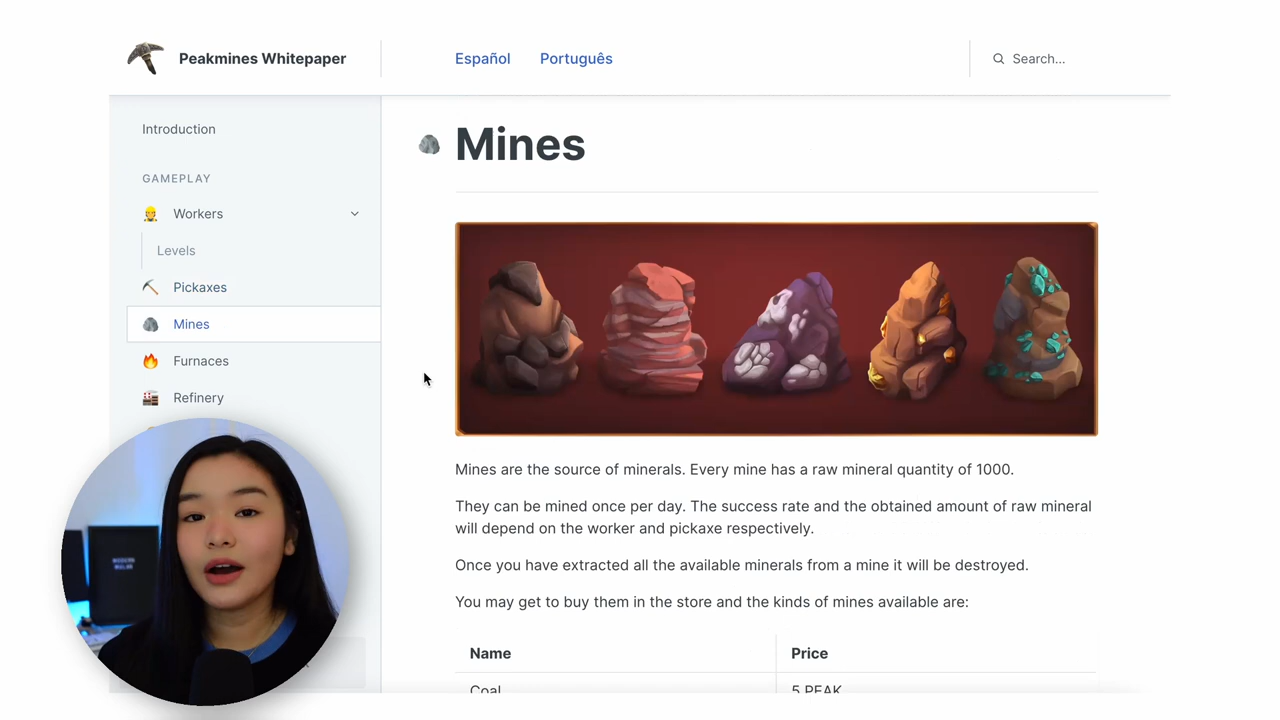 Peakmines Whitepaper
Español
Português
Search...
Introduction
GAMEPLAY
Workers
Levels
Pickaxes
Mines
Furnaces
Refinery
Mines
Mines are the source of minerals. Every mine has a raw mineral quantity of 1000.
They can be mined once per day. The success rate and the obtained amount of raw mineral
will depend on the worker and pickaxe respectively.
Once you have extracted all the available minerals from a mine it will be destroyed.
You may get to buy them in the store and the kinds of mines available are:
Name Price
Coal 5 PEAK